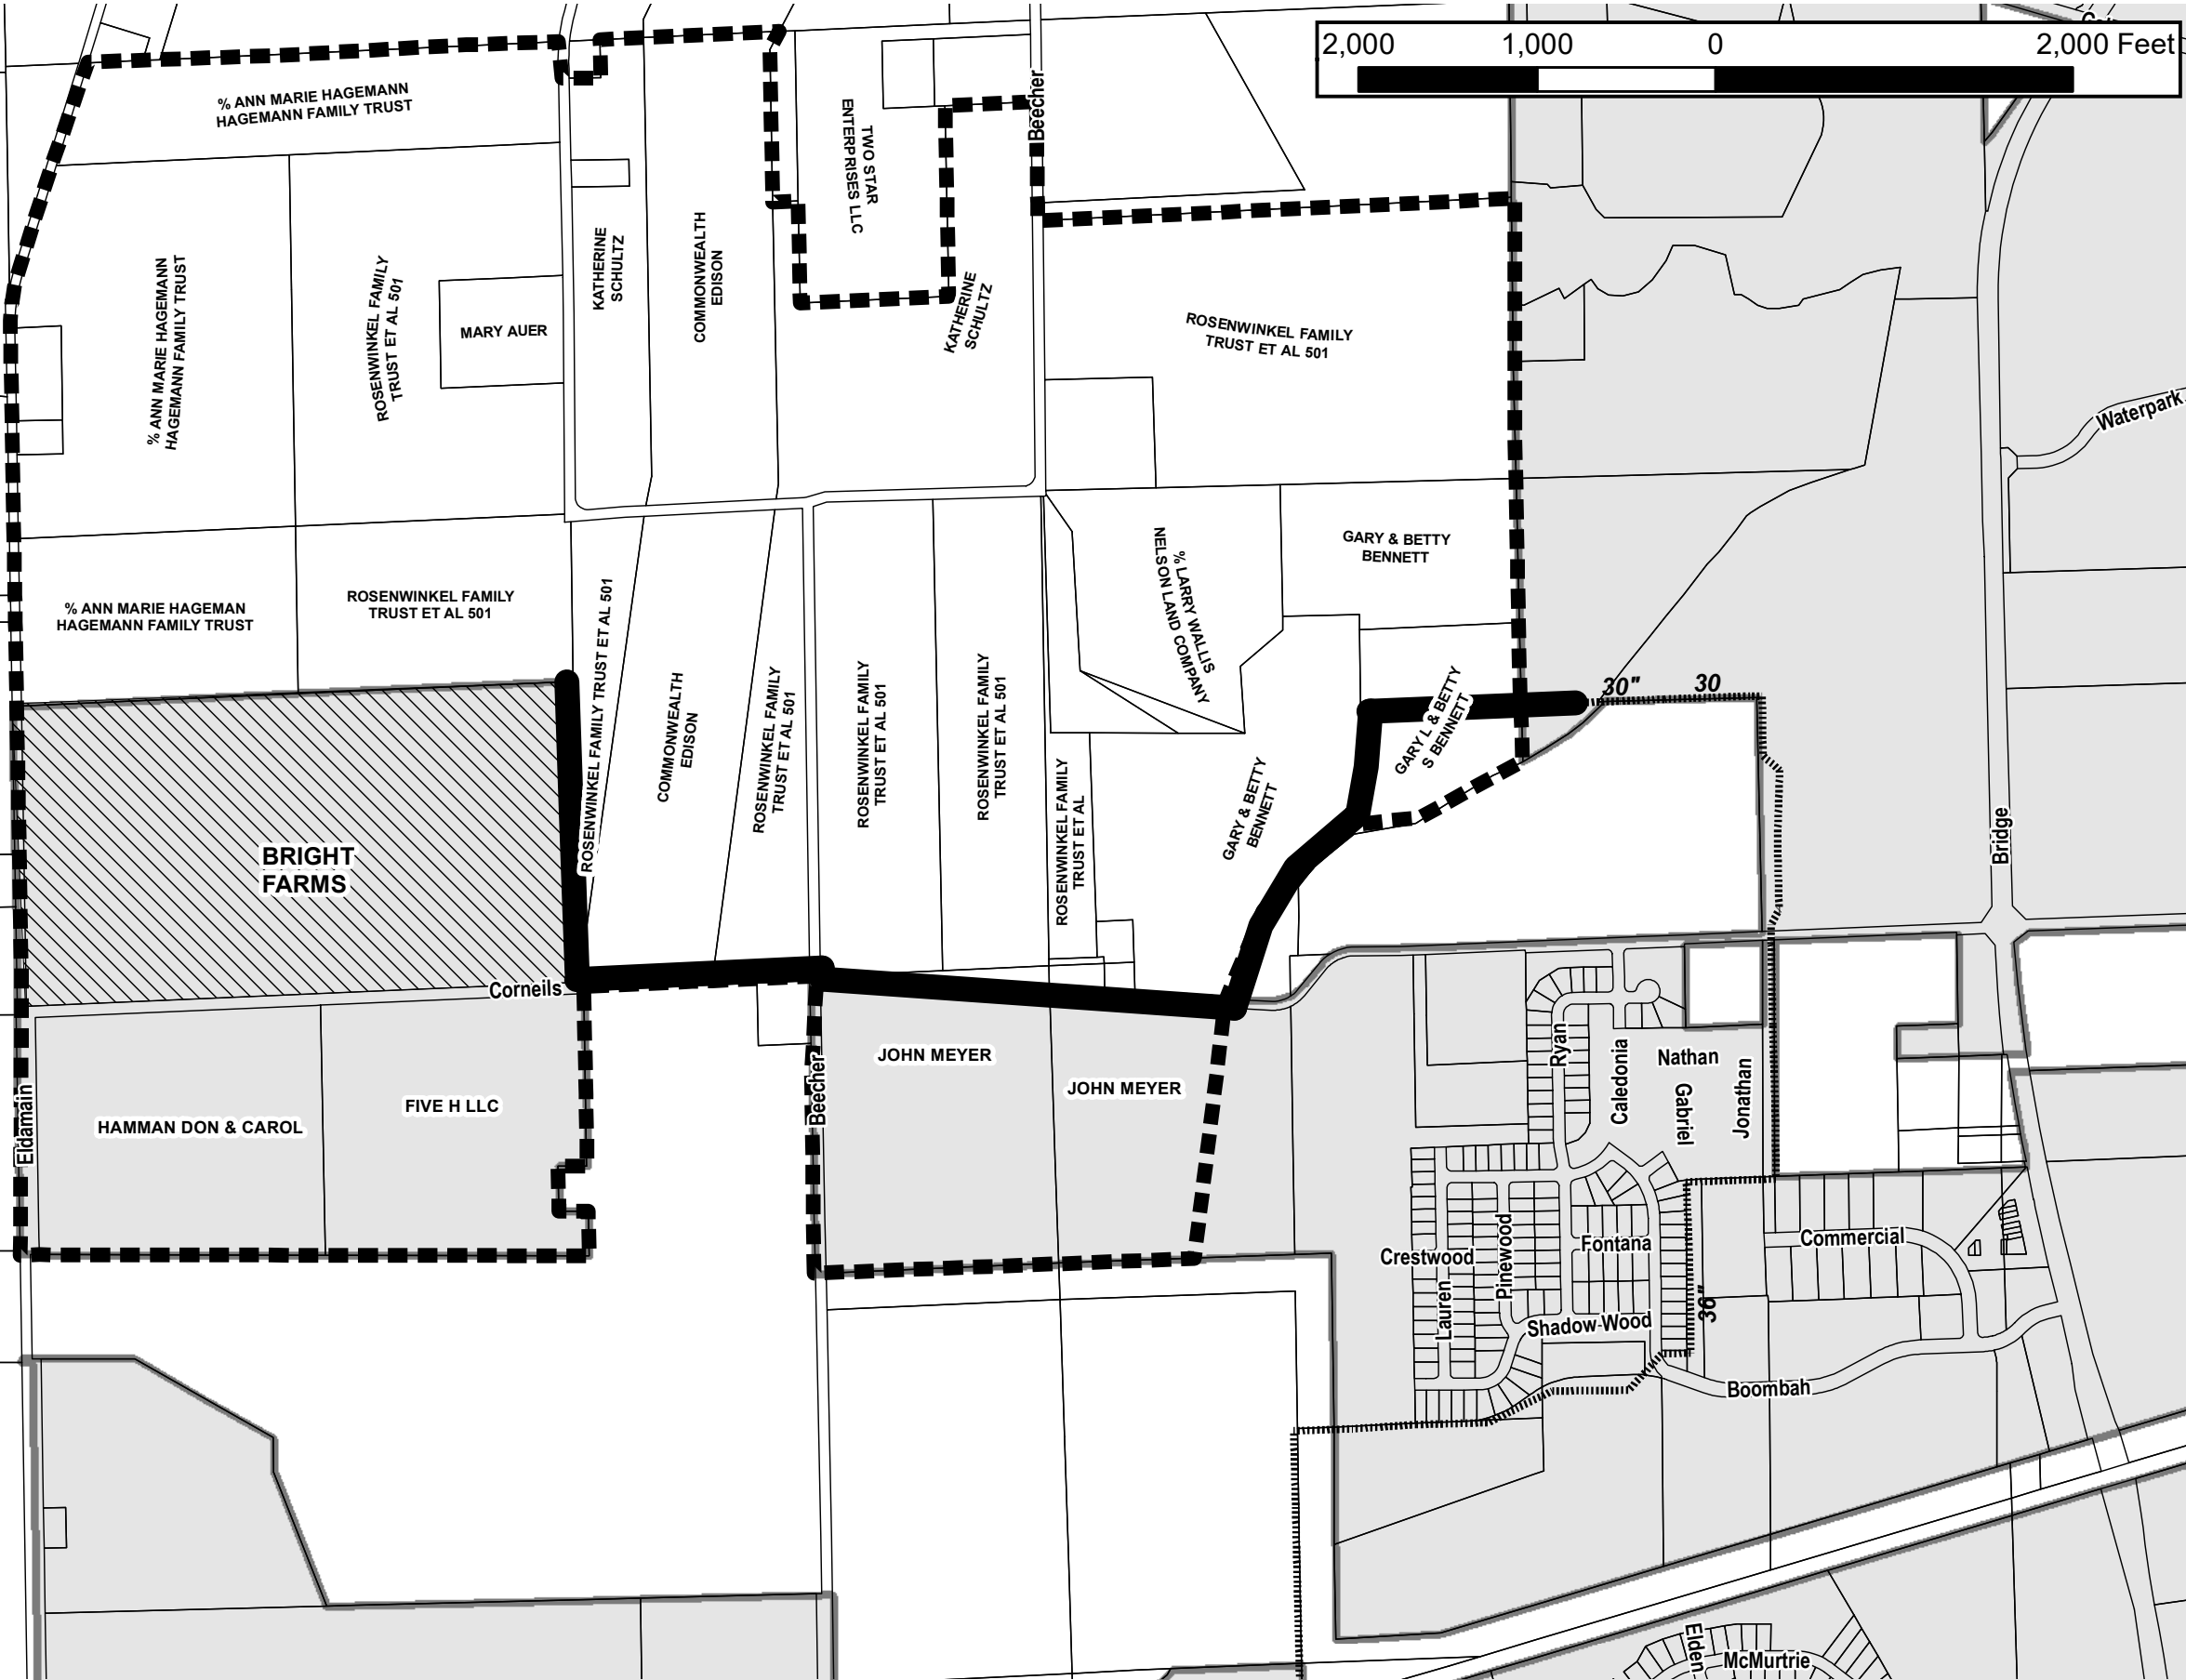 2,000 1,000 0 2,000 Feet
% ANN MARIE HAGEMANN
HAGEMANN FAMILY TRUST
Beecher
TWO STAR
ENTERPRISES LLC
% ANN MARIE HAGEMANN
HAGEMANN FAMILY TRUST
ROSENWINKEL FAMILY
TRUST ET AL 501
MARY AUER
KATHERINE
SCHULTZ
COMMONWEALTH
EDISON
KATHERINE
SCHULTZ
ROSENWINKEL FAMILY
TRUST ET AL 501
Waterpark
% ANN MARIE HAGEMAN
HAGEMANN FAMILY TRUST
ROSENWINKEL FAMILY
TRUST ET AL 501
ROSENWINKEL FAMILY TRUST ET AL 501
COMMONWEALTH
EDISON
ROSENWINKEL FAMILY
TRUST ET AL 501
ROSENWINKEL FAMILY
TRUST ET AL 501
ROSENWINKEL FAMILY
TRUST ET AL 501
ROSENWINKEL FAMILY
TRUST ET AL
% LARRY WALLIS
NELSON LAND COMPANY
GARY & BETTY
BENNETT
GARY L & BETTY
S BENNETT
GARY & BETTY
BENNETT
30" 30
Bridge
BRIGHT
FARMS
Corneils
Eldamain
HAMMAN DON & CAROL
FIVE H LLC
Beecher
JOHN MEYER
JOHN MEYER
Ryan
Caledonia
Nathan
Gabriel
Jonathan
Crestwood
Lauren
Pinewood
Fontana
Shadow Wood
36"
Commercial
Boombah
Elden
McMurtrie